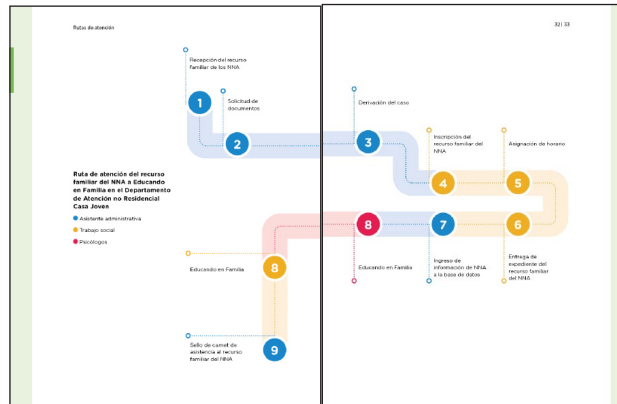 Rutas de atención
32 | 33
Recepción del recurso
familiar de los NNA
1
Solicitud de
documentos
2
Derivación del caso
3
Inscripción del
recurso familiar del
NNA
4
Asignación de horario
5
Ruta de atención del recurso
familiar del NNA a Educando
en Familia en el Departamento
de Atención no Residencial
Casa Joven
Asistente administrativa
Trabajo social
Psicólogos
6
Entrega de
expediente del
recurso familiar
del NNA
7
Ingreso de
información de NNA
a la base de datos
8
Educando en Familia
8
Educando en Familia
9
Sello de carnet de
asistencia al recurso
familiar del NNA